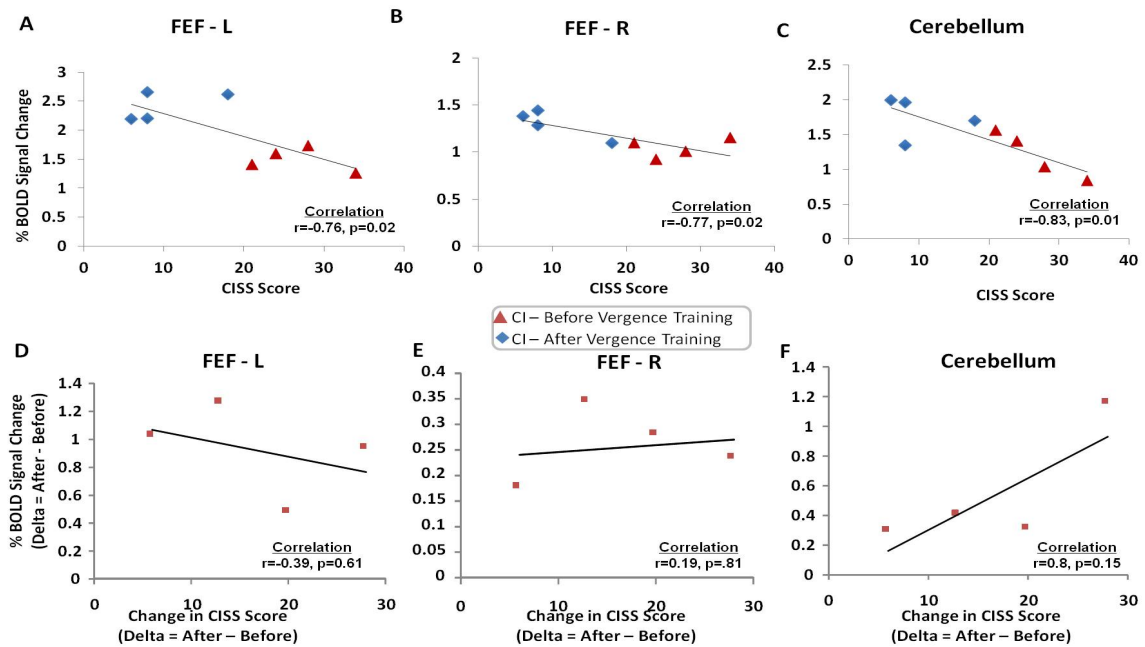 A
FEF - L
% BOLD Signal Change
3
2.5
2
1.5
1
0.5
0
0
10
20
30
40
Correlation
r=-0.76, p=0.02
CISS Score
B
FEF - R
2
1.5
1
0.5
0
0
10
20
30
40
Correlation
r=-0.77, p=0.02
CISS Score
C
Cerebellum
2.5
2
1.5
1
0.5
0
0
10
20
30
40
Correlation
r=-0.83, p=0.01
CISS Score
CI – Before Vergence Training
CI – After Vergence Training
D
FEF - L
% BOLD Signal Change
(Delta = After - Before)
1.4
1.2
1
0.8
0.6
0.4
0.2
0
0
10
20
30
Correlation
r=-0.39, p=0.61
Change in CISS Score
(Delta = After – Before)
E
FEF - R
0.4
0.35
0.3
0.25
0.2
0.15
0.1
0.05
0
0
10
20
30
Correlation
r=0.19, p=.81
Change in CISS Score
(Delta = After – Before)
F
Cerebellum
1.4
1.2
1
0.8
0.6
0.4
0.2
0
0
10
20
30
Correlation
r=0.8, p=0.15
Change in CISS Score
(Delta = After – Before)